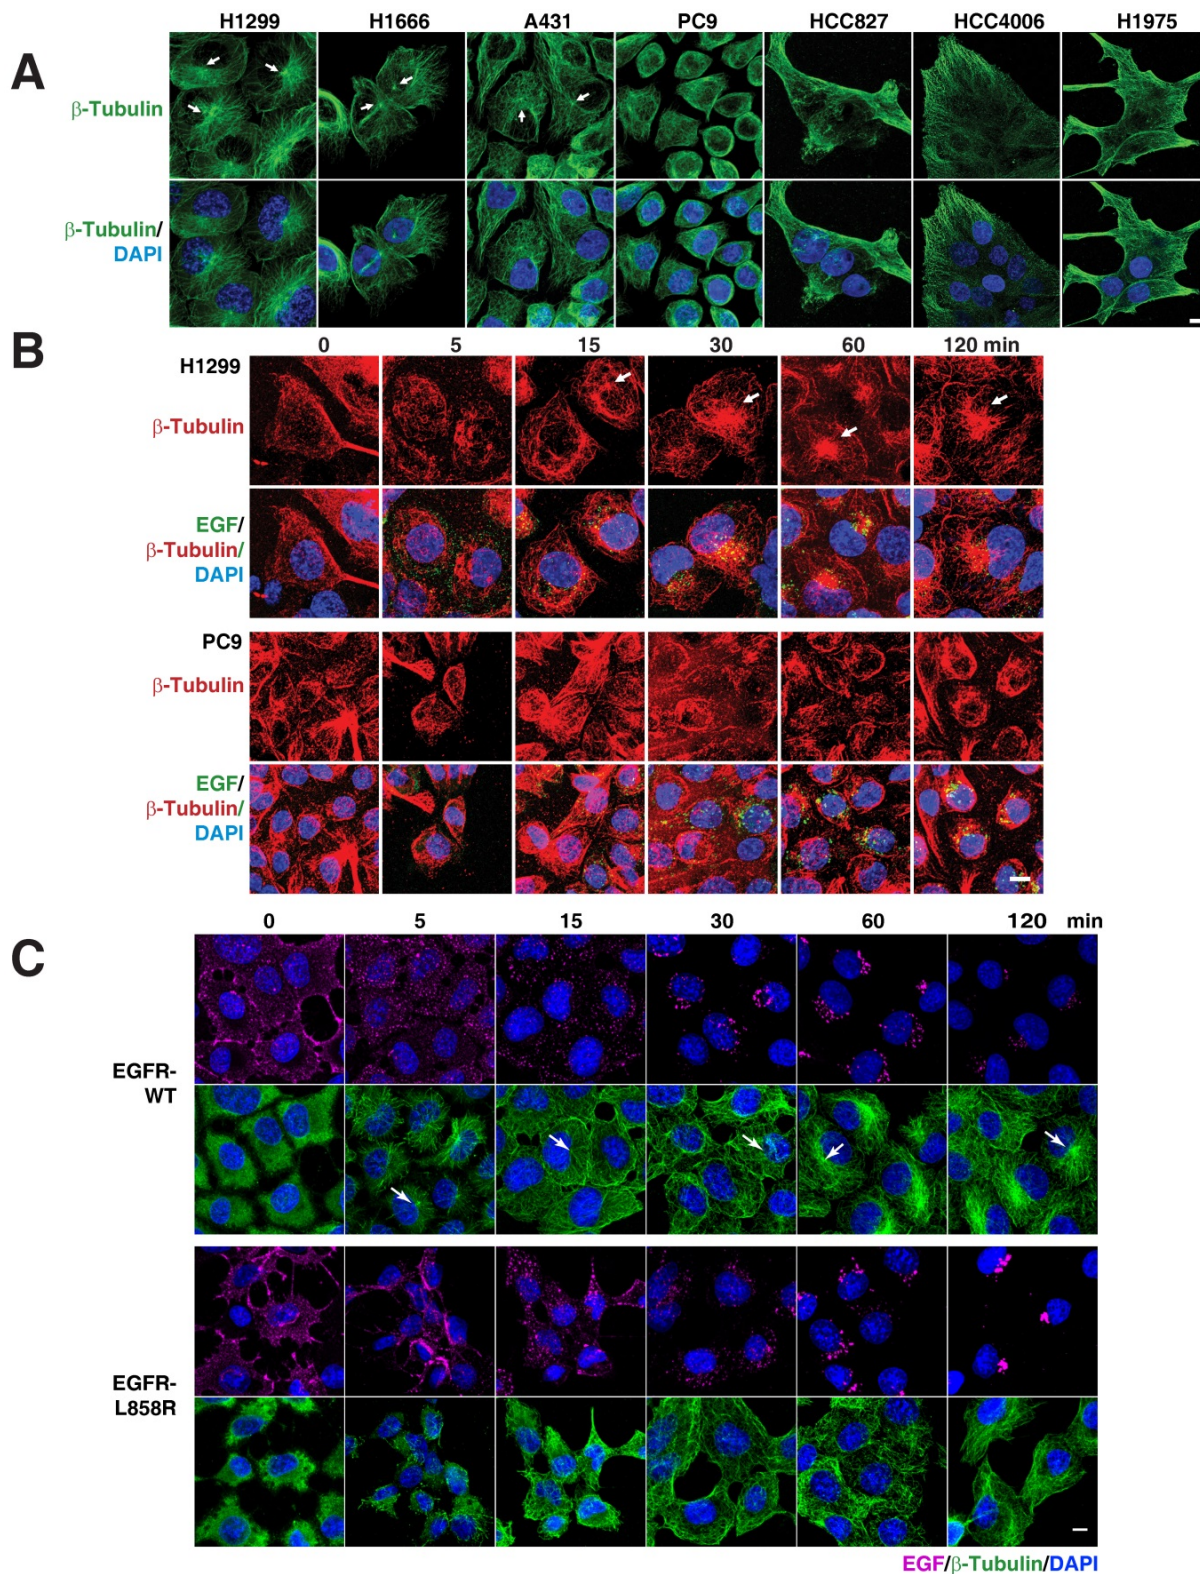 H1299 H1666 A431 PC9 HCC827 HCC4006 H1975
A
β-Tubulin
β-Tubulin/
DAPI
B
0 5 15 30 60 120 min
H1299
β-Tubulin
EGF/
β-Tubulin/
DAPI
PC9
β-Tubulin
EGF/
β-Tubulin/
DAPI
0 5 15 30 60 120 min
C
EGFR-
WT
EGFR-
L858R
EGF/β-Tubulin/DAPI